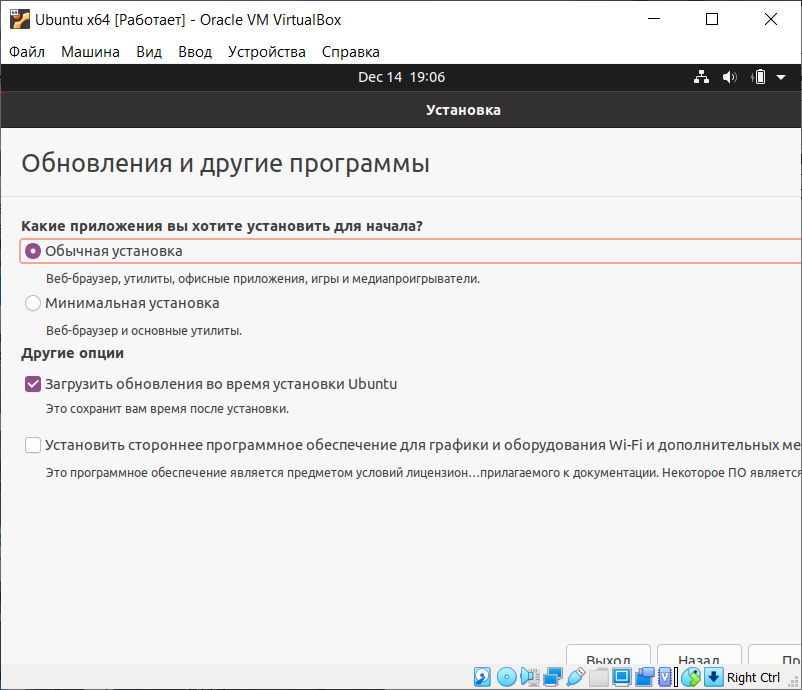 Ubuntu x64 [Работает] - Oracle VM VirtualBox
Файл Машина Вид Ввод Устройства Справка
Dec 14 19:06
Установка
Обновления и другие программы
Какие приложения вы хотите установить для начала?
Обычная установка
Веб-браузер, утилиты, офисные приложения, игры и медиапроигрыватели.
Минимальная установка
Веб-браузер и основные утилиты.
Другие опции
Загрузить обновления во время установки Ubuntu
Это сохранит вам время после установки.
Установить стороннее программное обеспечение для графики и оборудования Wi-Fi и дополнительных ме
Это программное обеспечение является предметом условий лицензион...прилагаемого к документации. Некоторое ПО является
Выход Назад Пр
Right Ctrl